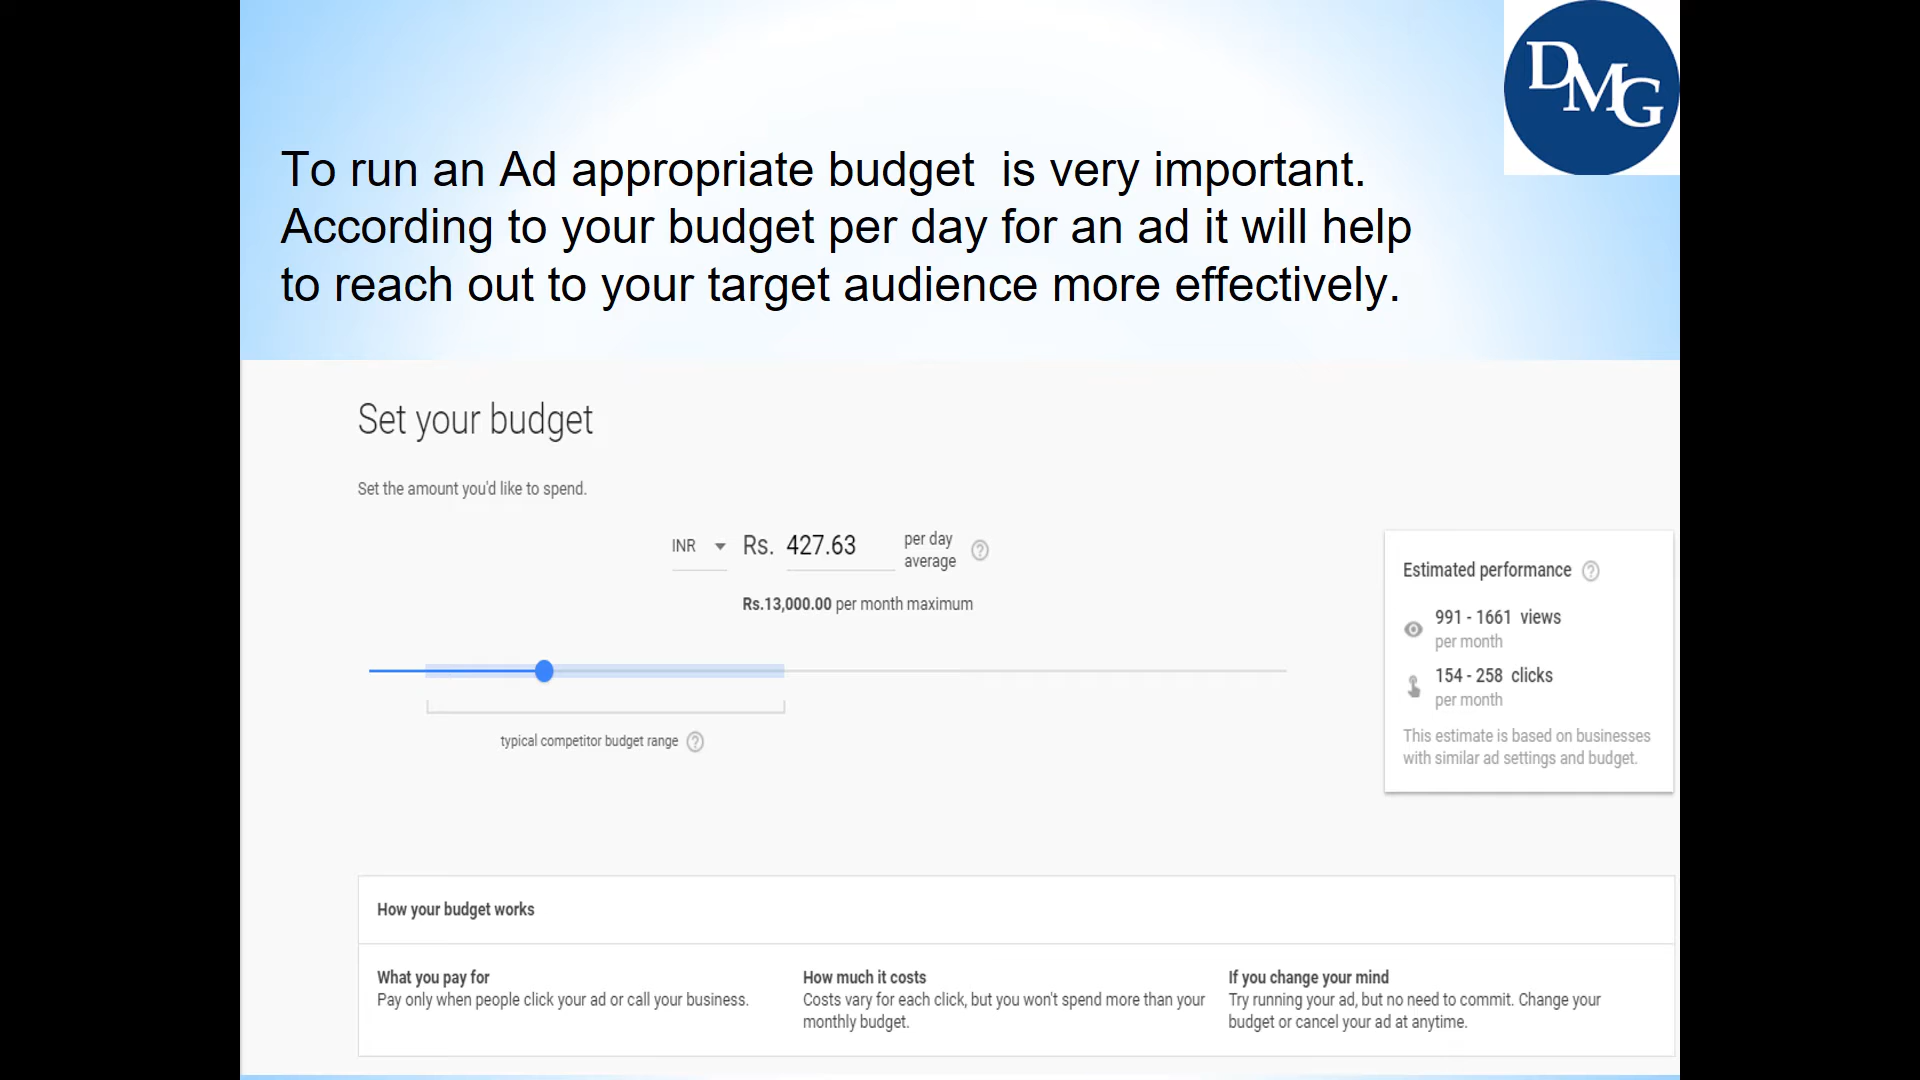 DMG
To run an Ad appropriate budget  is very important.
According to your budget per day for an ad it will help
to reach out to your target audience more effectively.
Set your budget
Set the amount you'd like to spend.
INR Rs. 427.63 per day
average
Rs.13,000.00 per month maximum
typical competitor budget range
Estimated performance
991 - 1661 views
per month
154 - 258 clicks
per month
This estimate is based on businesses
with similar ad settings and budget.
How your budget works
What you pay for
Pay only when people click your ad or call your business.
How much it costs
Costs vary for each click, but you won't spend more than your
monthly budget.
If you change your mind
Try running your ad, but no need to commit. Change your
budget or cancel your ad at anytime.